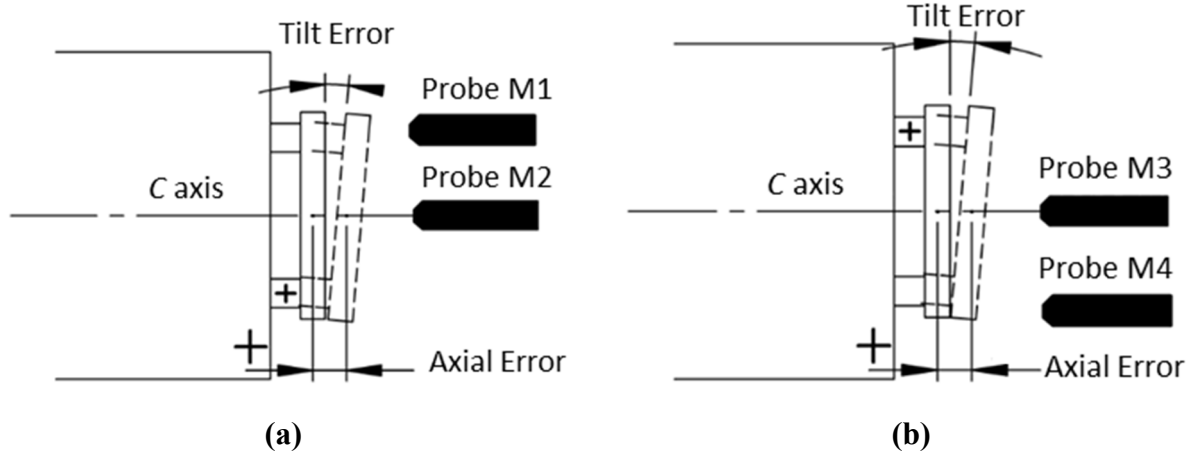 Tilt Error
Probe M1
Probe M2
C axis
Axial Error
(a)
Tilt Error
Probe M3
C axis
Probe M4
Axial Error
(b)